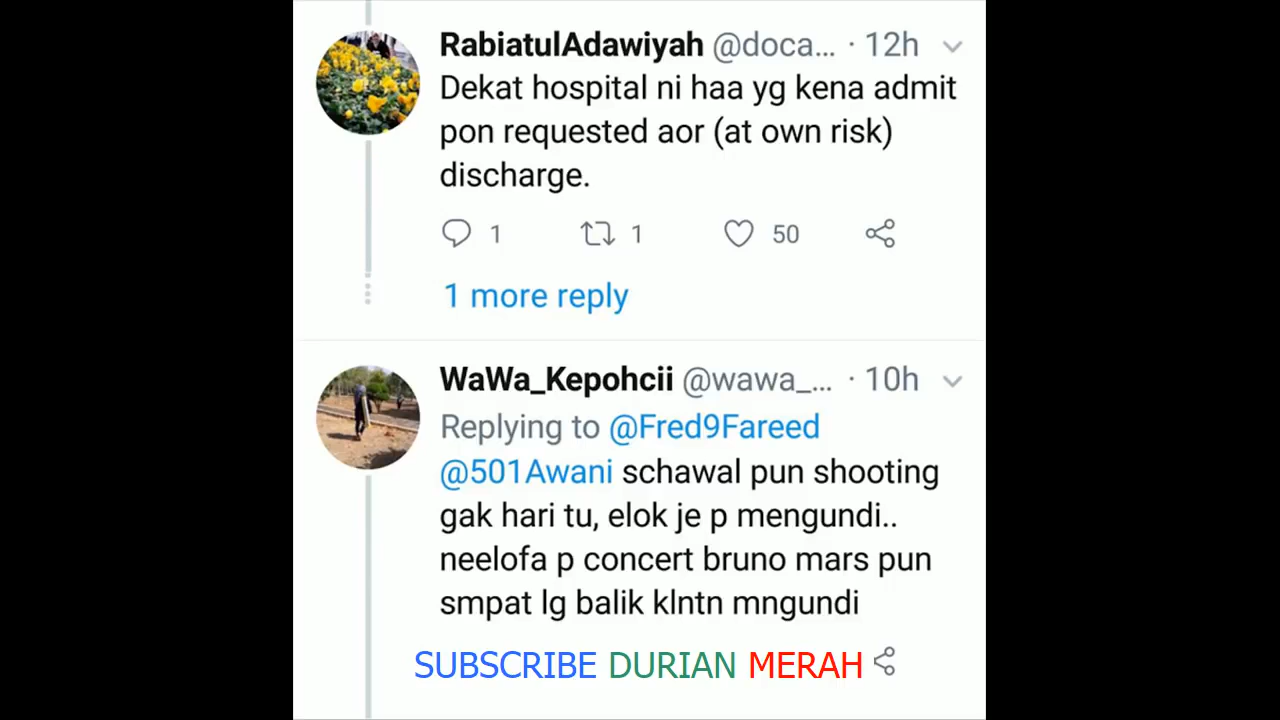 RabiatulAdawiyah @doca... · 12h
Dekat hospital ni haa yg kena admit
pon requested aor (at own risk)
discharge.
1 1 50
1 more reply
WaWa_Kepohcii @wawa_... · 10h
Replying to @Fred9Fareed
@501Awani schawal pun shooting
gak hari tu, elok je p mengundi..
neelofa p concert bruno mars pun
smpat lg balik klntn mngundi
SUBSCRIBE DURIAN MERAH